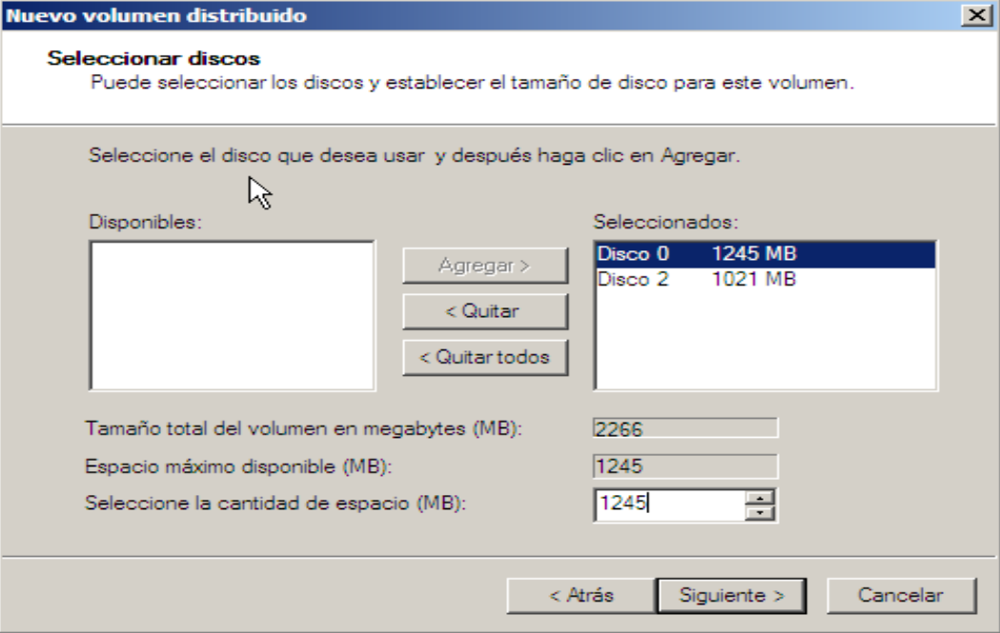 Nuevo volumen distribuido
Seleccionar discos
Puede seleccionar los discos y establecer el tamaño de disco para este volumen.
Seleccione el disco que desea usar y después haga clic en Agregar.
Disponibles:
Seleccionados:
Agregar >
< Quitar
< Quitar todos
Disco 0 1245 MB
Disco 2 1021 MB
Tamaño total del volumen en megabytes (MB): 2266
Espacio máximo disponible (MB): 1245
Seleccione la cantidad de espacio (MB): 1245
< Atrás Siguiente > Cancelar